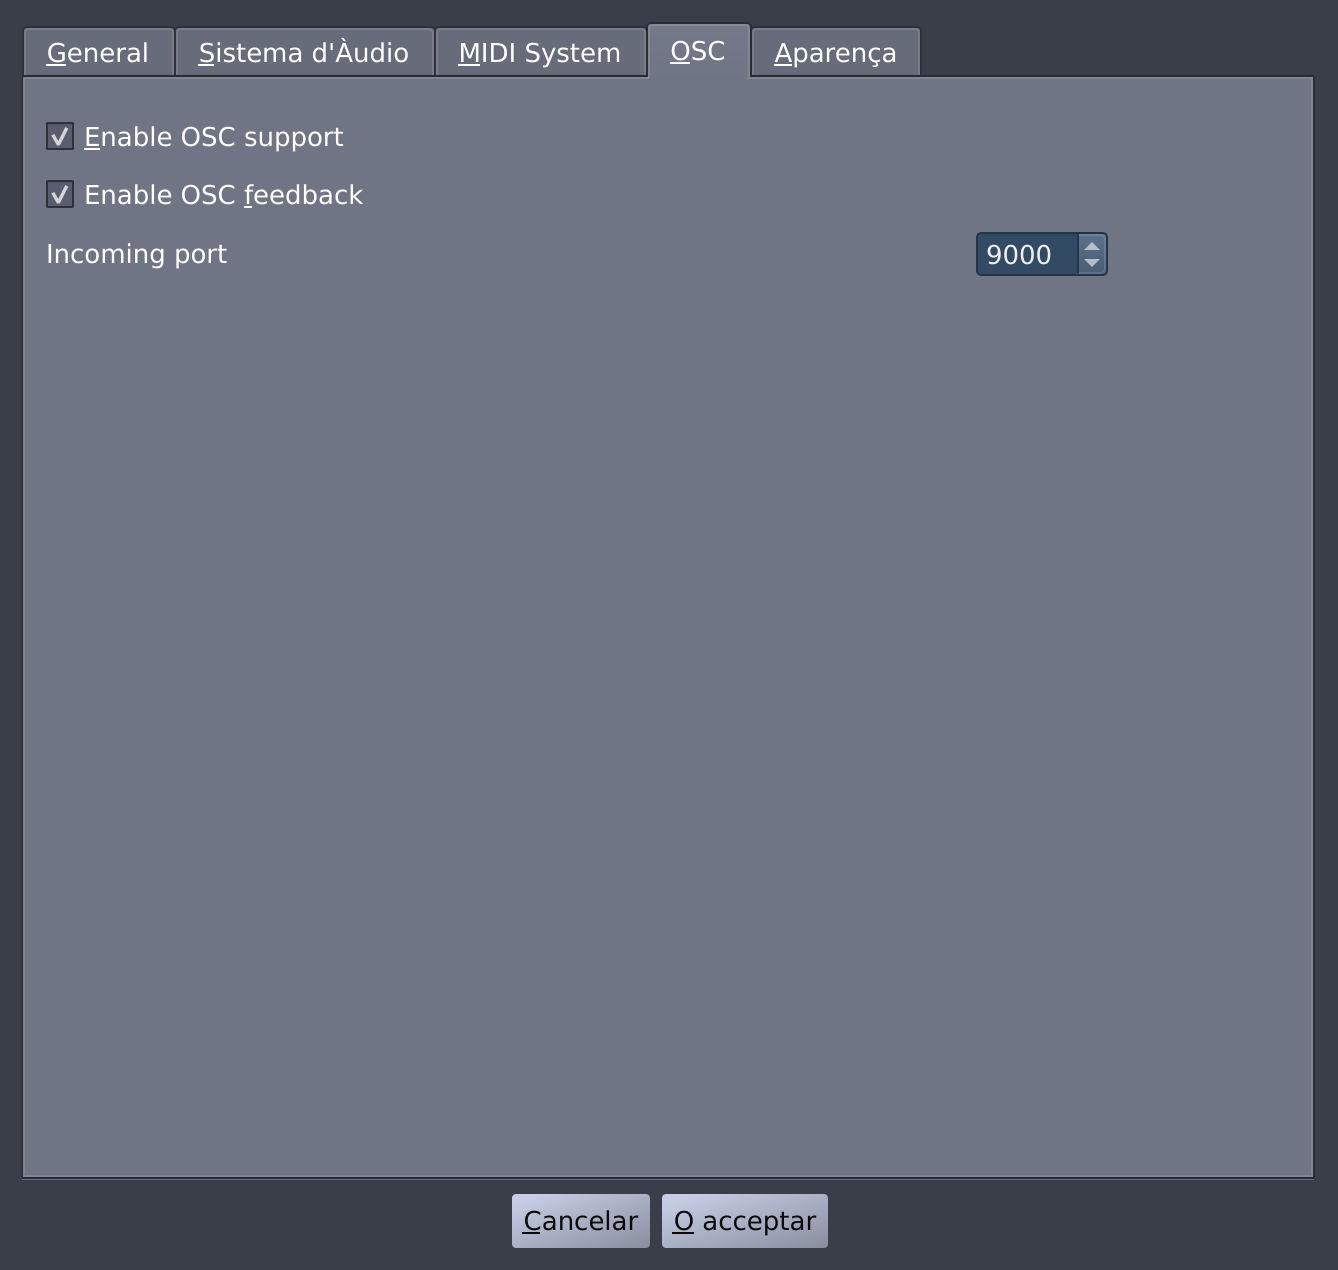 General Sistema d'Àudio MIDI System OSC Aparença
Enable OSC support
Enable OSC feedback
Incoming port 9000
Cancelar O acceptar